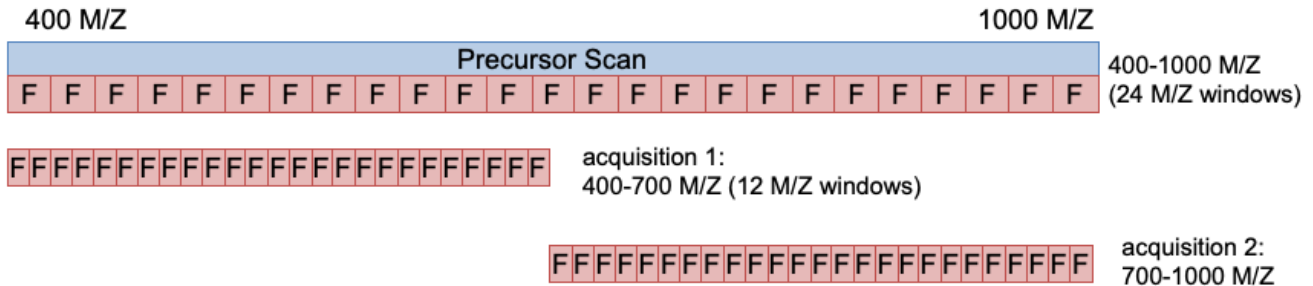 400 M/Z 1000 M/Z
Precursor Scan
400-1000 M/Z
F F F F F F F F F F F F F F F F F F F F F F F F F
(24 M/Z windows)
FFFFFFFFFFFFFFFFFFFFFFFFF
acquisition 1:
400-700 M/Z (12 M/Z windows)
FFFFFFFFFFFFFFFFFFFFFFFFF
acquisition 2:
700-1000 M/Z